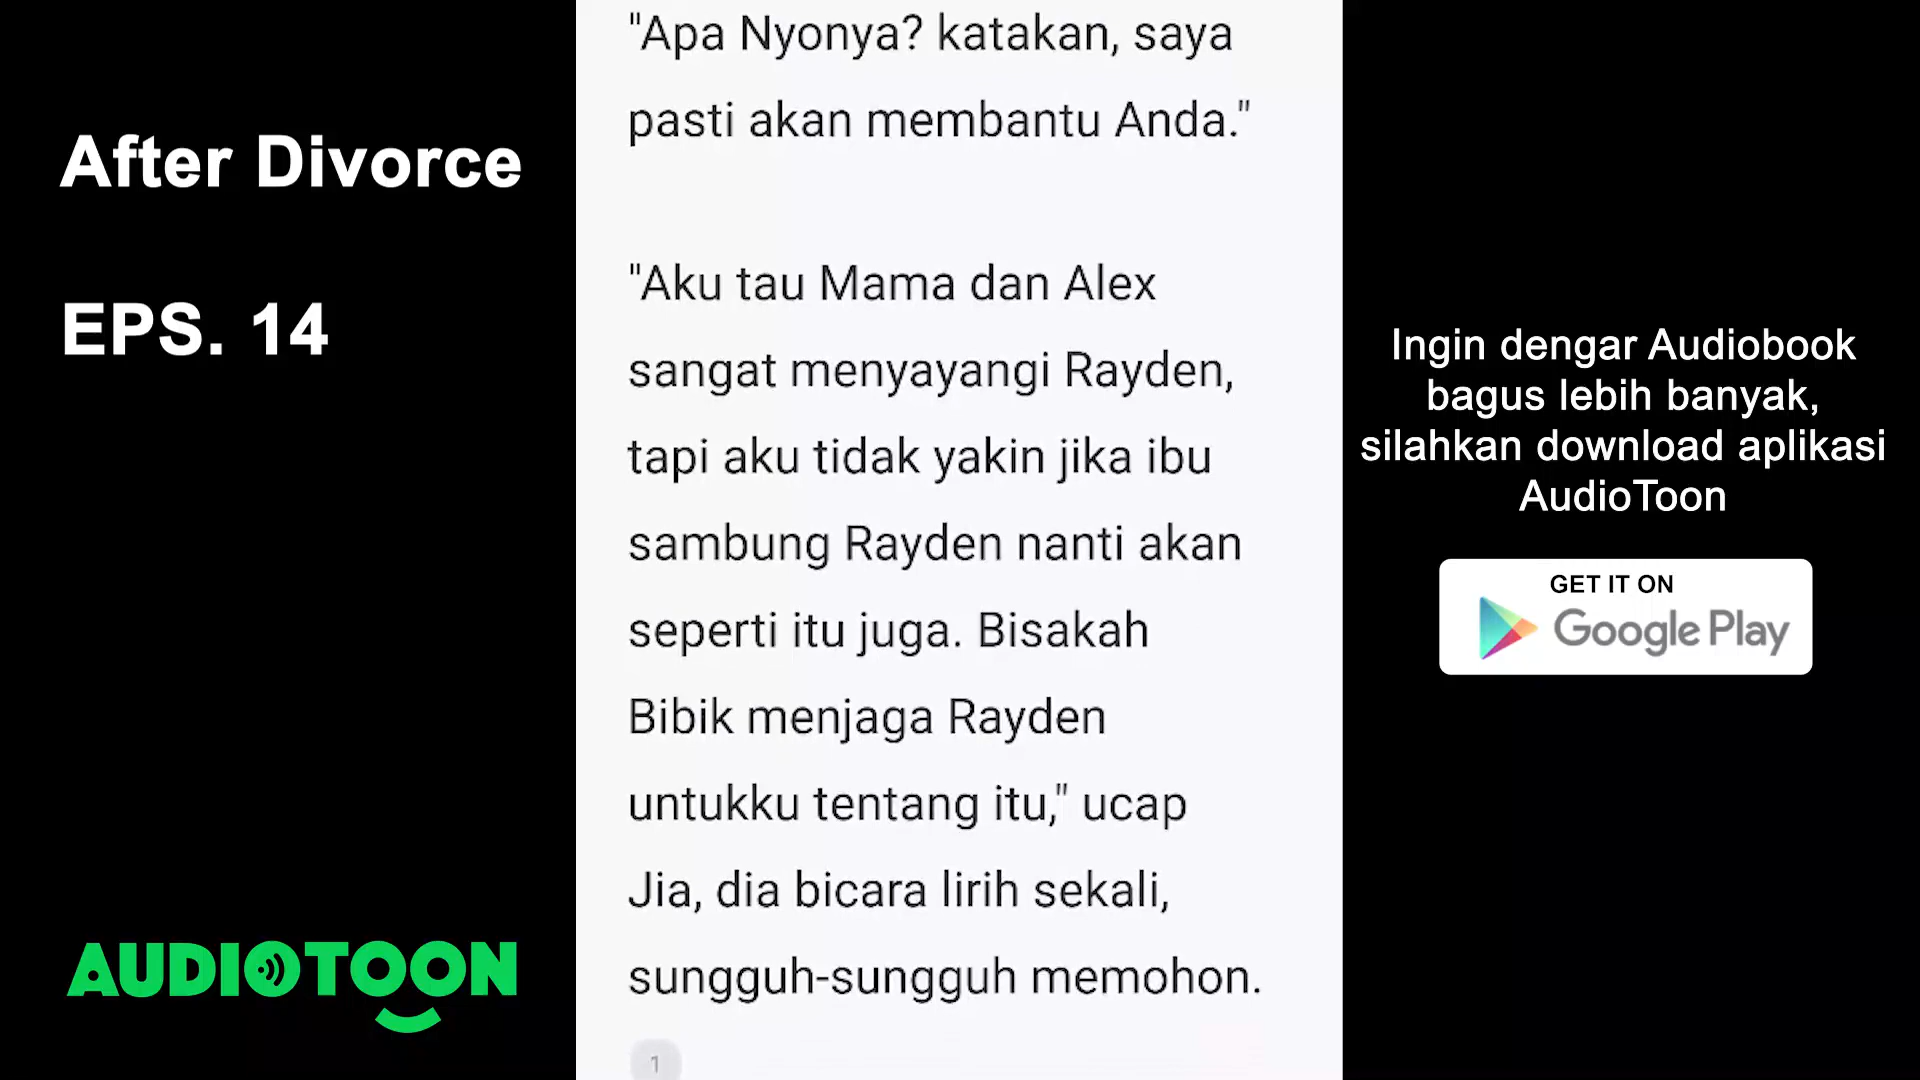 After Divorce
EPS. 14
AUDIOTOON
"Apa Nyonya? katakan, saya
pasti akan membantu Anda."
"Aku tau Mama dan Alex
sangat menyayangi Rayden,
tapi aku tidak yakin jika ibu
sambung Rayden nanti akan
seperti itu juga. Bisakah
Bibik menjaga Rayden
untukku tentang itu," ucap
Jia, dia bicara lirih sekali,
sungguh-sungguh memohon.
1
Ingin dengar Audiobook
bagus lebih banyak,
silahkan download aplikasi
AudioToon
GET IT ON
Google Play